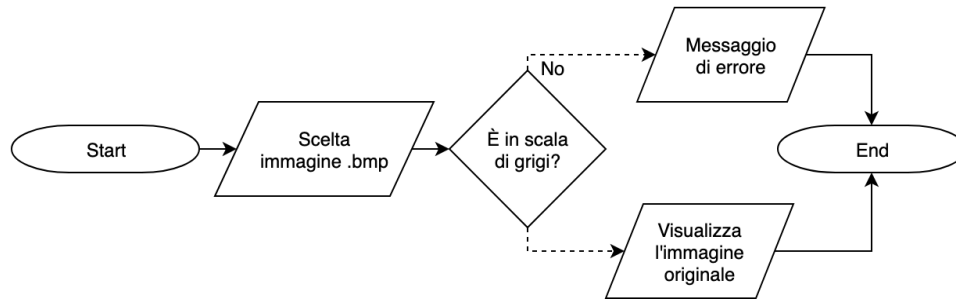 Start
Scelta
immagine .bmp
È in scala
di grigi?
No
Messaggio
di errore
Visualizza
l'immagine
originale
End